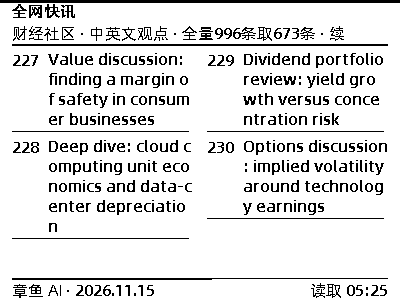 全网快讯
财经社区 · 中英文观点 · 全量996条取673条 · 续
227 Value discussion:
finding a margin o
f safety in consum
er businesses
228 Deep dive: cloud c
omputing unit eco
nomics and data-c
enter depreciatio
n
229 Dividend portfolio
review: yield gro
wth versus conce
ntration risk
230 Options discussion
: implied volatility
around technolog
y earnings
章鱼 AI · 2026.11.15
读取 05:25